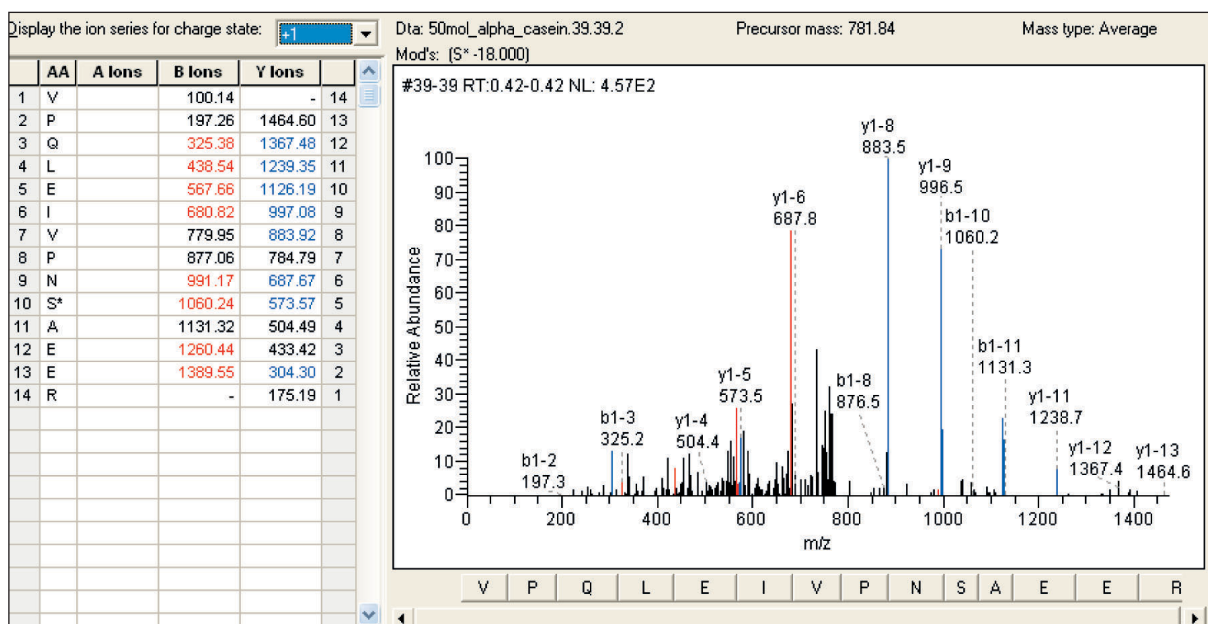 Display the ion series for charge state: +1
AA A Ions B Ions Y Ions
1 V 100.14 - 14
2 P 197.26 1464.60 13
3 Q 325.38 1367.48 12
4 L 438.54 1239.35 11
5 E 567.66 1126.19 10
6 I 680.82 997.08 9
7 V 779.95 883.92 8
8 P 877.06 784.79 7
9 N 991.17 687.67 6
10 S* 1060.24 573.57 5
11 A 1131.32 504.49 4
12 E 1260.44 433.42 3
13 E 1389.55 304.30 2
14 R - 175.19 1
Dta: 50mol_alpha_casein.39.39.2 Precursor mass: 781.84 Mass type: Average
Mod's: (S* -18.000)
#39-39 RT:0.42-0.42 NL: 4.57E2
Relative Abundance
100
90
80
70
60
50
40
30
20
10
0
b1-2
197.3
b1-3
325.2
y1-4
504.4
y1-5
573.5
y1-6
687.8
b1-8
876.5
y1-8
883.5
y1-9
996.5
b1-10
1060.2
b1-11
1131.3
y1-11
1238.7
y1-12
1367.4
y1-13
1464.6
0 200 400 600 800 1000 1200 1400
m/z
V P Q L E I V P N S A E E R